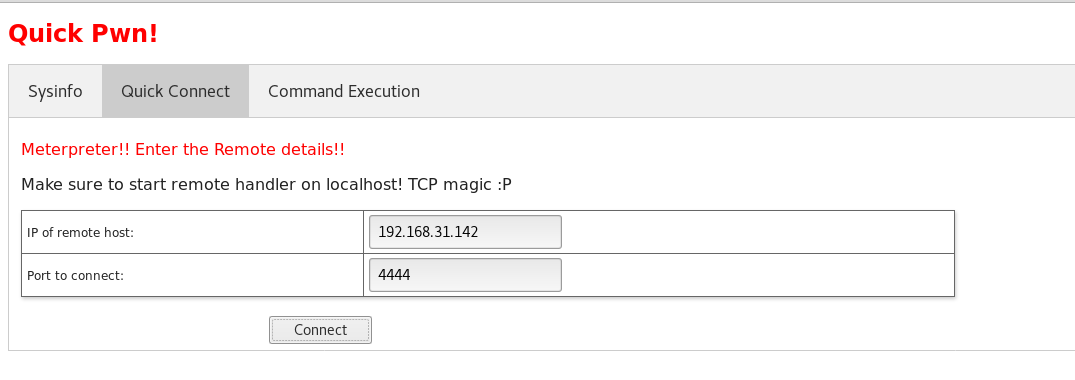 Quick Pwn!
Sysinfo Quick Connect Command Execution
Meterpreter!! Enter the Remote details!!
Make sure to start remote handler on localhost! TCP magic :P
IP of remote host: 192.168.31.142
Port to connect: 4444
Connect